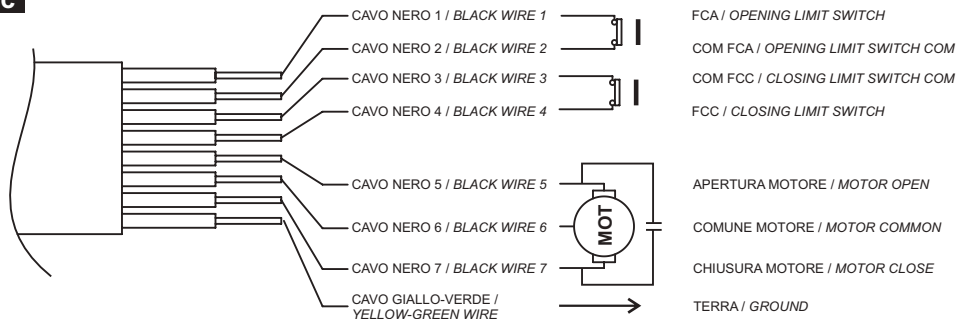 C
CAVO NERO 1 / BLACK WIRE 1 FCA / OPENING LIMIT SWITCH
CAVO NERO 2 / BLACK WIRE 2 COM FCA / OPENING LIMIT SWITCH COM
CAVO NERO 3 / BLACK WIRE 3 COM FCC / CLOSING LIMIT SWITCH COM
CAVO NERO 4 / BLACK WIRE 4 FCC / CLOSING LIMIT SWITCH
CAVO NERO 5 / BLACK WIRE 5 APERTURA MOTORE / MOTOR OPEN
CAVO NERO 6 / BLACK WIRE 6 MOT COMUNE MOTORE / MOTOR COMMON
CAVO NERO 7 / BLACK WIRE 7 CHIUSURA MOTORE / MOTOR CLOSE
CAVO GIALLO-VERDE /
YELLOW-GREEN WIRE TERRA / GROUND